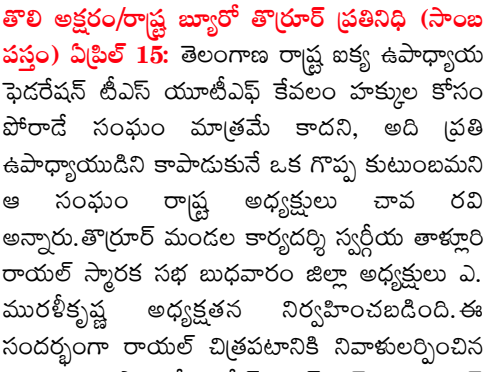 తొలి అక్షరం/రాష్ట్ర బ్యూరో తొర్రూర్ ప్రతినిధి (సాంబ
పస్తం) ఏప్రిల్ 15: తెలంగాణ రాష్ట్ర ఐక్య ఉపాధ్యాయ
ఫెడరేషన్ టీఎస్ యూటీఎఫ్ కేవలం హక్కుల కోసం
పోరాడే సంఘం మాత్రమే కాదని, అది ప్రతి
ఉపాధ్యాయుడిని కాపాడుకునే ఒక గొప్ప కుటుంబమని
ఆ సంఘం రాష్ట్ర అధ్యక్షులు చావ రవి
అన్నారు.తొర్రూర్ మండల కార్యదర్శి స్వర్గీయ తాళ్లూరి
రాయల్ స్మారక సభ బుధవారం జిల్లా అధ్యక్షులు ఎ.
మురళీకృష్ణ అధ్యక్షతన నిర్వహించబడింది.ఈ
సందర్భంగా రాయల్ చిత్రపటానికి నివాళులర్పించిన